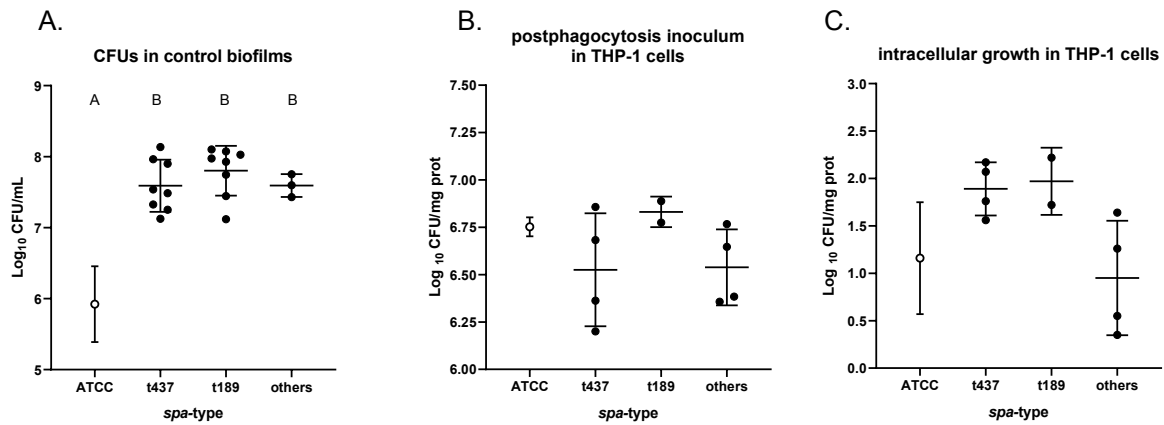 A.
CFUs in control biofilms
Log10 CFU/mL
9
8
7
6
5
A B B B
ATCC t437 t189 others
spa-type
B.
postphagocytosis inoculum
in THP-1 cells
Log 10 CFU/mg prot
7.50
7.25
7.00
6.75
6.50
6.25
6.00
ATCC t437 t189 others
spa-type
C.
intracellular growth in THP-1 cells
Log 10 CFU/mg prot
3.0
2.5
2.0
1.5
1.0
0.5
0.0
ATCC t437 t189 others
spa-type